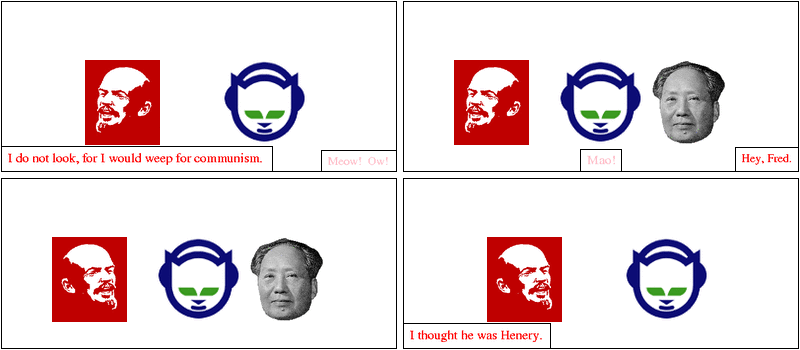 I do not look, for I would weep for communism.
Meow!  Ow!
Mao!
Hey, Fred.
I thought he was Henery.